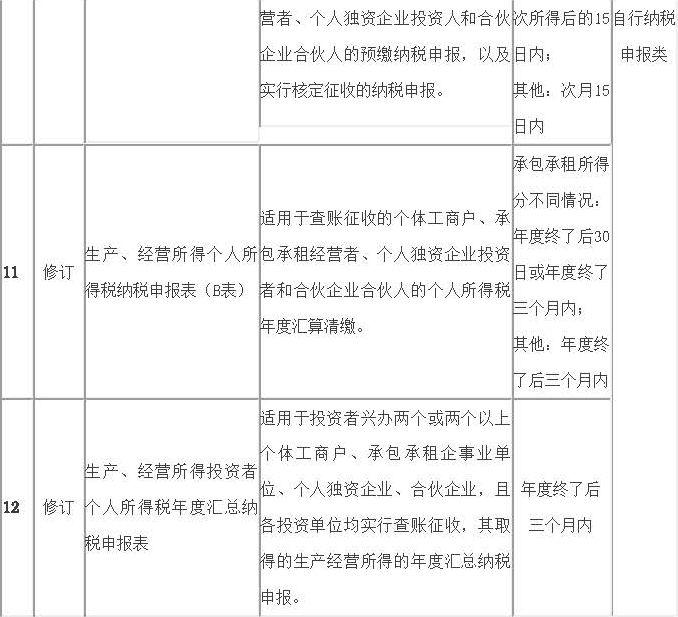 营者、个人独资企业投资人和合伙
企业合伙人的预缴纳税申报，以及
实行核定征收的纳税申报。
次所得后的15
日内；
其他：次月15
日内
自行纳税
申报类
11
修订
生产、经营所得个人所
得税纳税申报表（B表）
适用于查账征收的个体工商户、承
包承租经营者、个人独资企业投资
者和合伙企业合伙人的个人所得税
年度汇算清缴。
承包承租所得
分不同情况：
年度终了后30
日或年度终了
三个月内；
其他：年度终
了后三个月内
12
修订
生产、经营所得投资者
个人所得税年度汇总纳
税申报表
适用于投资者兴办两个或两个以上
个体工商户、承包承租企事业单
位、个人独资企业、合伙企业，且
各投资单位均实行查账征收，其取
得的生产经营所得的年度汇总纳税
申报。
年度终了后
三个月内